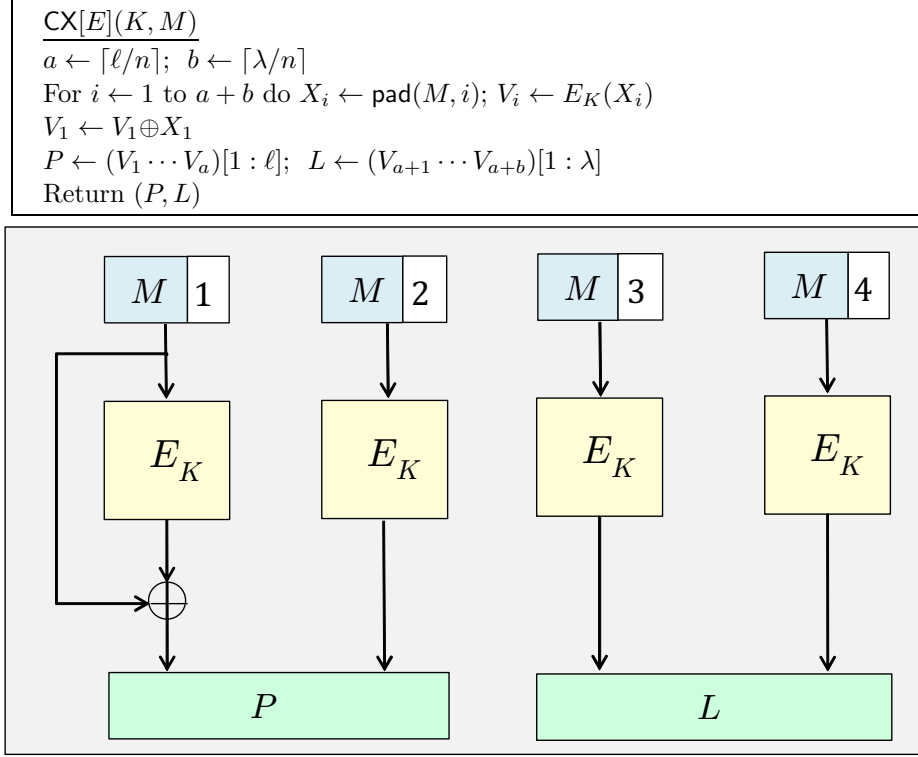 CX[E](K, M)
a ← ⌈ℓ/n⌉; b ← ⌈λ/n⌉
For i ← 1 to a + b do X_i ← pad(M, i); V_i ← E_K(X_i)
V_1 ← V_1⊕X_1
P ← (V_1 ⋯ V_a)[1 : ℓ]; L ← (V_{a+1} ⋯ V_{a+b})[1 : λ]
Return (P, L)
M 1 M 2 M 3 M 4
E_K E_K E_K E_K
P L